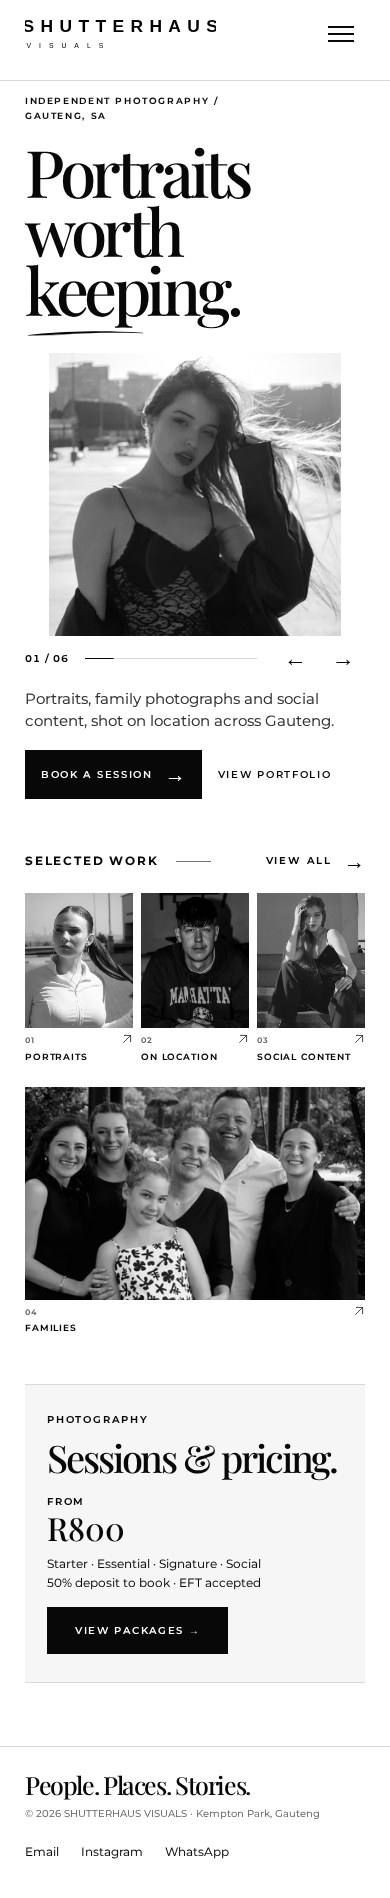 SHUTTERHAUS
VISUALS
INDEPENDENT PHOTOGRAPHY /
GAUTENG, SA
Portraits
worth
keeping.
01 / 06 ← →
Portraits, family photographs and social
content, shot on location across Gauteng.
BOOK A SESSION → VIEW PORTFOLIO
SELECTED WORK VIEW ALL →
MANHATTA
01
PORTRAITS
02
ON LOCATION
03
SOCIAL CONTENT
04
FAMILIES
PHOTOGRAPHY
Sessions & pricing.
FROM
R800
Starter · Essential · Signature · Social
50% deposit to book · EFT accepted
VIEW PACKAGES →
People. Places. Stories.
© 2026 SHUTTERHAUS VISUALS · Kempton Park, Gauteng
Email Instagram WhatsApp